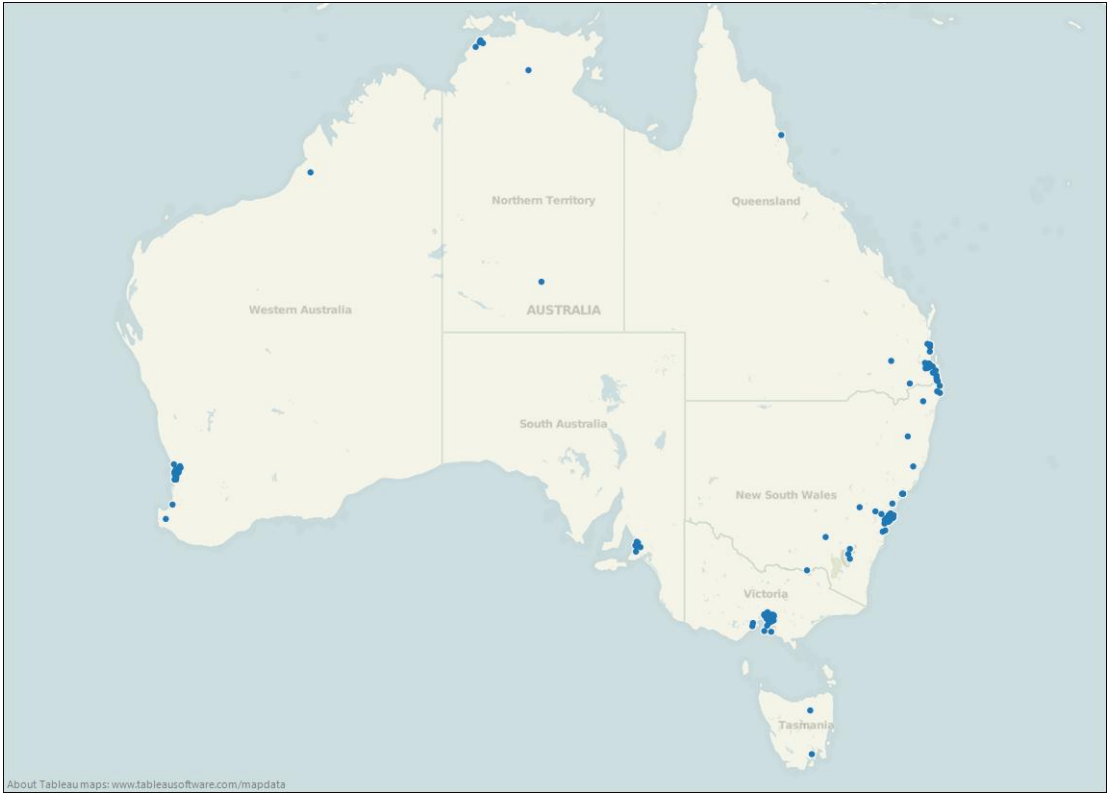 Northern Territory
Queensland
Western Australia
AUSTRALIA
South Australia
New South Wales
Victoria
Tasmania
About Tableau maps: www.tableausoftware.com/mapdata